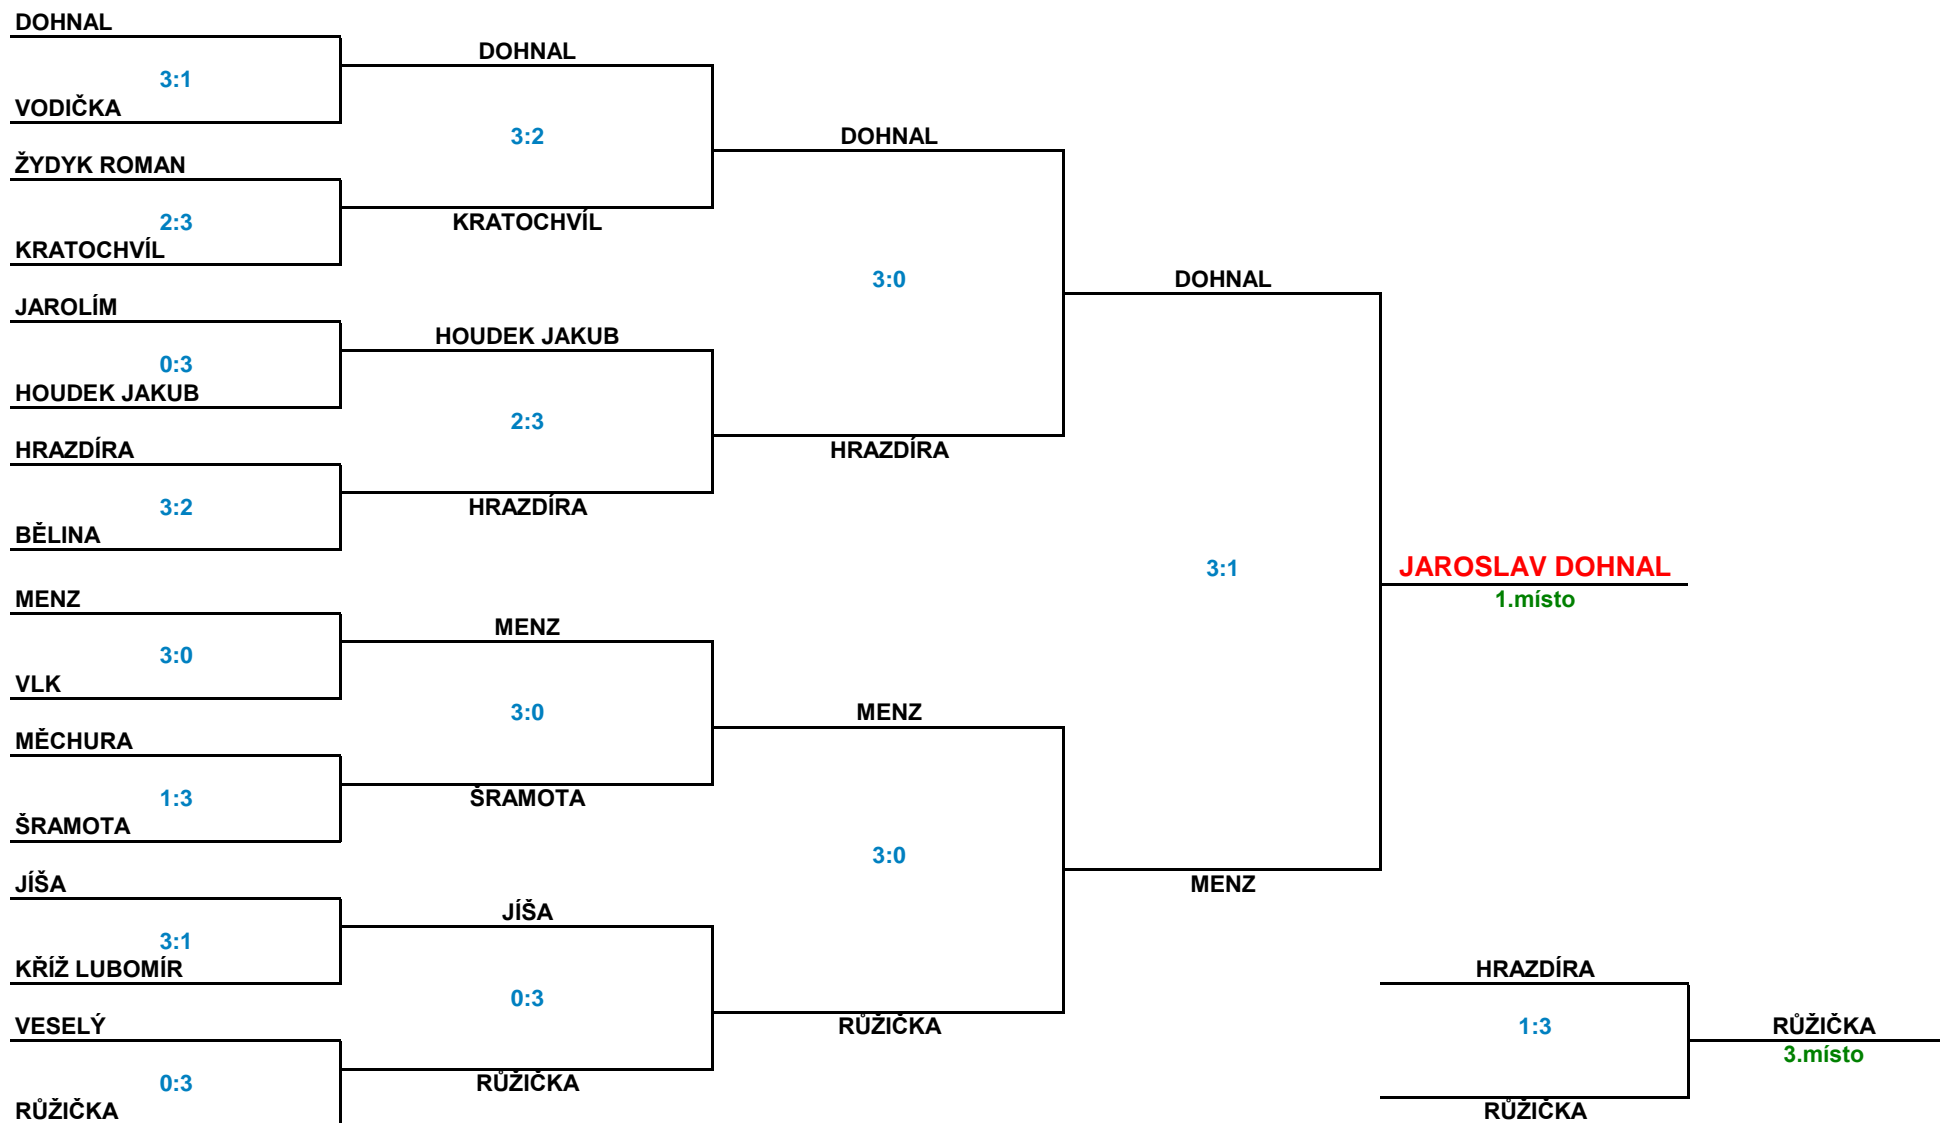 DOHNAL
3:1
VODIČKA
ŽYDYK ROMAN
2:3
KRATOCHVÍL
JAROLÍM
0:3
HOUDEK JAKUB
HRAZDÍRA
3:2
BĚLINA
MENZ
3:0
VLK
MĚCHURA
1:3
ŠRAMOTA
JÍŠA
3:1
KŘÍŽ LUBOMÍR
VESELÝ
0:3
RŮŽIČKA
DOHNAL
3:2
KRATOCHVÍL
HOUDEK JAKUB
2:3
HRAZDÍRA
MENZ
3:0
ŠRAMOTA
JÍŠA
0:3
RŮŽIČKA
DOHNAL
3:0
HRAZDÍRA
MENZ
3:0
RŮŽIČKA
DOHNAL
3:1
MENZ
JAROSLAV DOHNAL
1.místo
HRAZDÍRA
1:3
RŮŽIČKA
RŮŽIČKA
3.místo